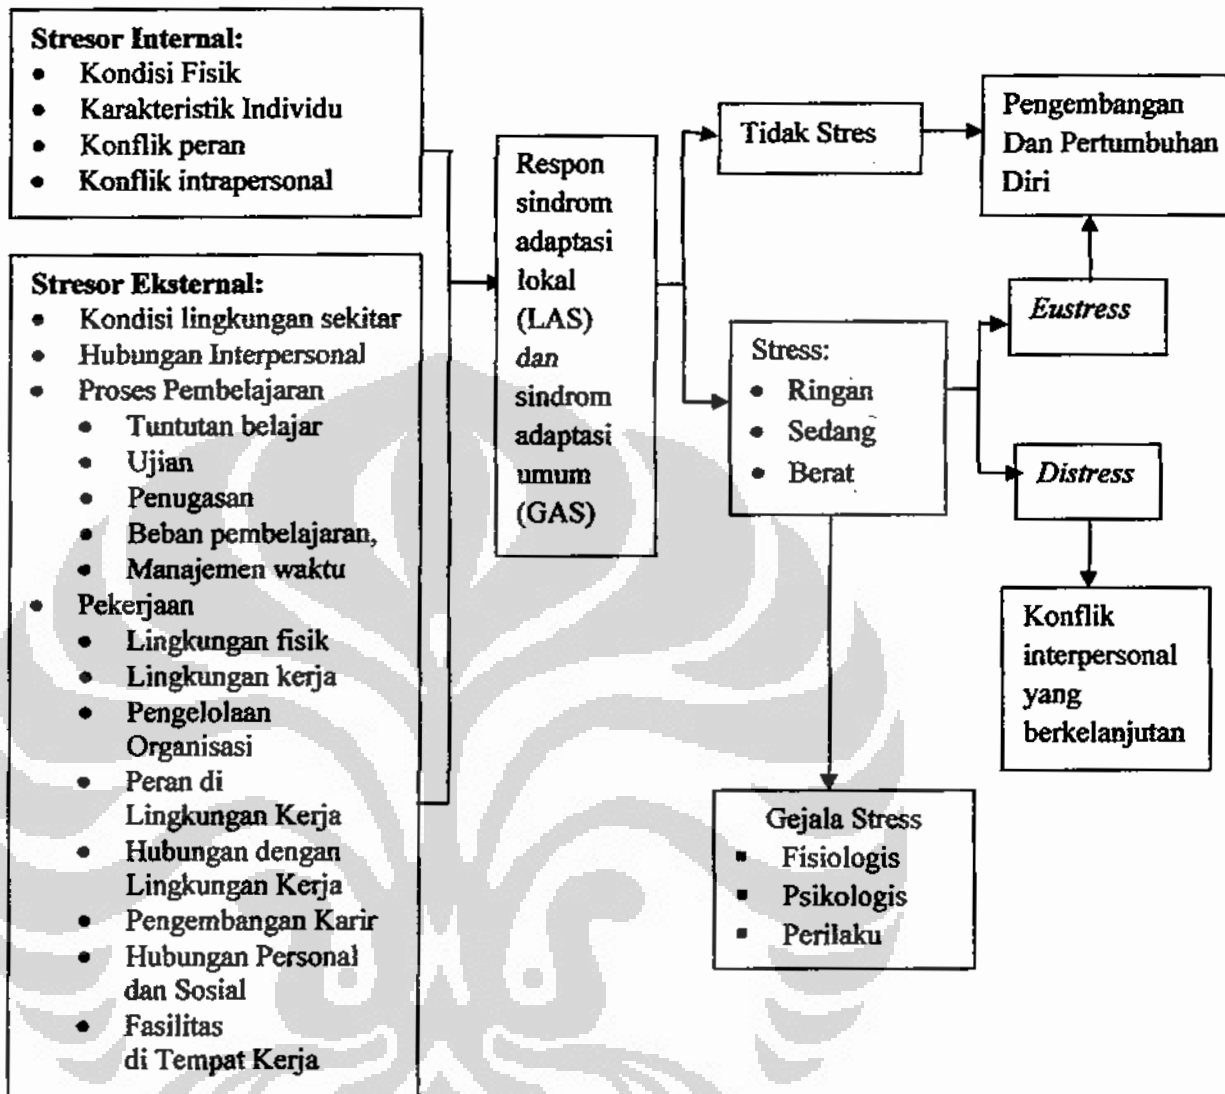 Stresor Internal:
• Kondisi Fisik
• Karakteristik Individu
• Konflik peran
• Konflik intrapersonal
Stresor Eksternal:
• Kondisi lingkungan sekitar
• Hubungan Interpersonal
• Proses Pembelajaran
• Tuntutan belajar
• Ujian
• Penugasan
• Beban pembelajaran,
• Manajemen waktu
• Pekerjaan
• Lingkungan fisik
• Lingkungan kerja
• Pengelolaan
Organisasi
• Peran di
Lingkungan Kerja
• Hubungan dengan
Lingkungan Kerja
• Pengembangan Karir
• Hubungan Personal
dan Sosial
• Fasilitas
di Tempat Kerja
Respon
sindrom
adaptasi
lokal
(LAS)
dan
sindrom
adaptasi
umum
(GAS)
Tidak Stres
Pengembangan
Dan Pertumbuhan
Diri
Stress:
• Ringan
• Sedang
• Berat
Eustress
Distress
Konflik
interpersonal
yang
berkelanjutan
Gejala Stress
▪ Fisiologis
▪ Psikologis
▪ Perilaku